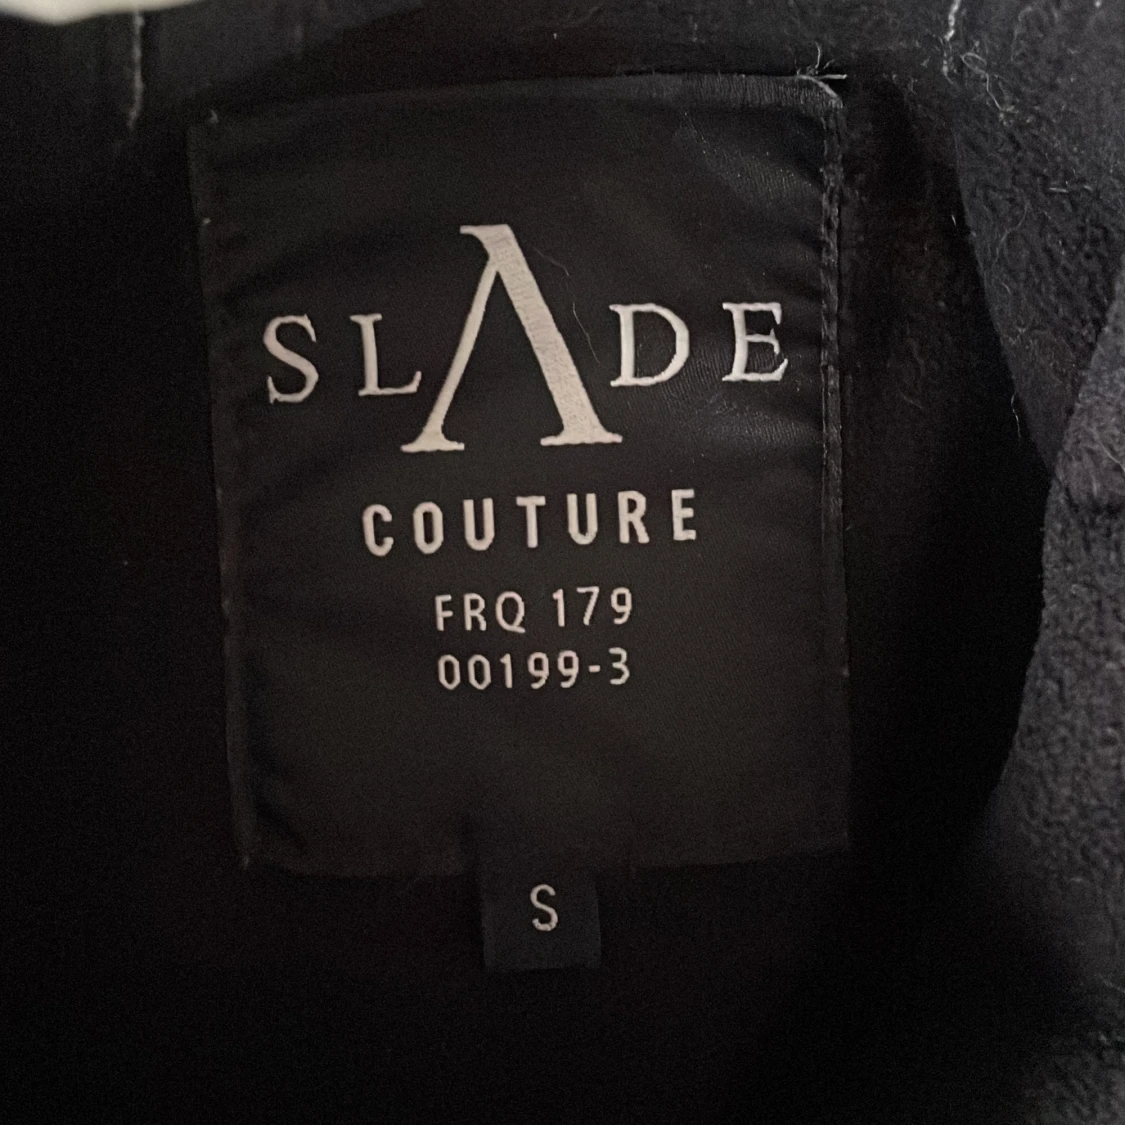 SLΛDE
COUTURE
FRQ 179
00199-3
S